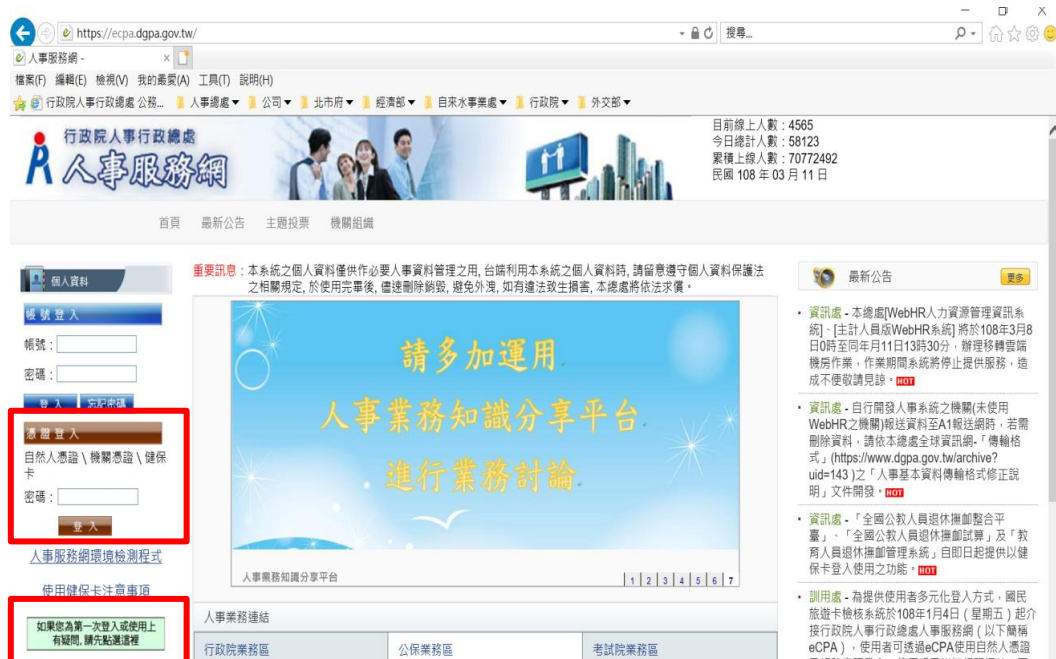 https://ecpa.dgpa.gov.tw/
搜尋...
人事服務網 -
檔案(F) 編輯(E) 檢視(V) 我的最愛(A) 工具(T) 說明(H)
行政院人事行政總處 公務... 人事總處 公司 北市府 經濟部 自來水事業處 行政院 外交部
行政院人事行政總處
人事服務網
目前線上人數：4565
今日總計人數：58123
累積上線人數：70772492
民國 108 年 03 月 11 日
首頁 最新公告 主題投票 機關組織
個人資料
帳號登入
帳號：
密碼：
登入 忘記密碼
憑證登入
自然人憑證 \ 機關憑證 \ 健保
卡
密碼：
登入
人事服務網環境檢測程式
使用健保卡注意事項
如果您為第一次登入或使用上
有疑問, 請先點選這裡
重要訊息：本系統之個人資料僅供作必要人事資料管理之用, 台端利用本系統之個人資料時, 請留意遵守個人資料保護法
之相關規定, 於使用完畢後, 儘速刪除銷毀, 避免外洩, 如有違法致生損害, 本總處將依法求償。
請多加運用
人事業務知識分享平台
進行業務討論
人事業務知識分享平台
1 2 3 4 5 6 7
人事業務連結
行政院業務區 公保業務區 考試院業務區
最新公告
更多
資訊處 - 本總處[WebHR人力資源管理資訊系
統]、[主計人員版WebHR系統] 將於108年3月8
日0時至同年月11日13時30分，辦理移轉雲端
機房作業，作業期間系統將停止提供服務，造
成不便敬請見諒。HOT
資訊處 - 自行開發人事系統之機關(未使用
WebHR之機關)報送資料至A1報送網時，若需
刪除資料，請依本總處全球資訊網-「傳輸格
式」(https://www.dgpa.gov.tw/archive?
uid=143 )之「人事基本資料傳輸格式修正說
明」文件開發。HOT
資訊處 - 「全國公教人員退休撫卹整合平
臺」、「全國公教人員退休撫卹試算」及「教
育人員退休撫卹管理系統」自即日起提供以健
保卡登入使用之功能。HOT
訓用處 - 為提供使用者多元化登入方式，國民
旅遊卡檢核系統於108年1月4日（星期五）起介
接行政院人事行政總處人事服務網（以下簡稱
eCPA），使用者可透過eCPA使用自然人憑證